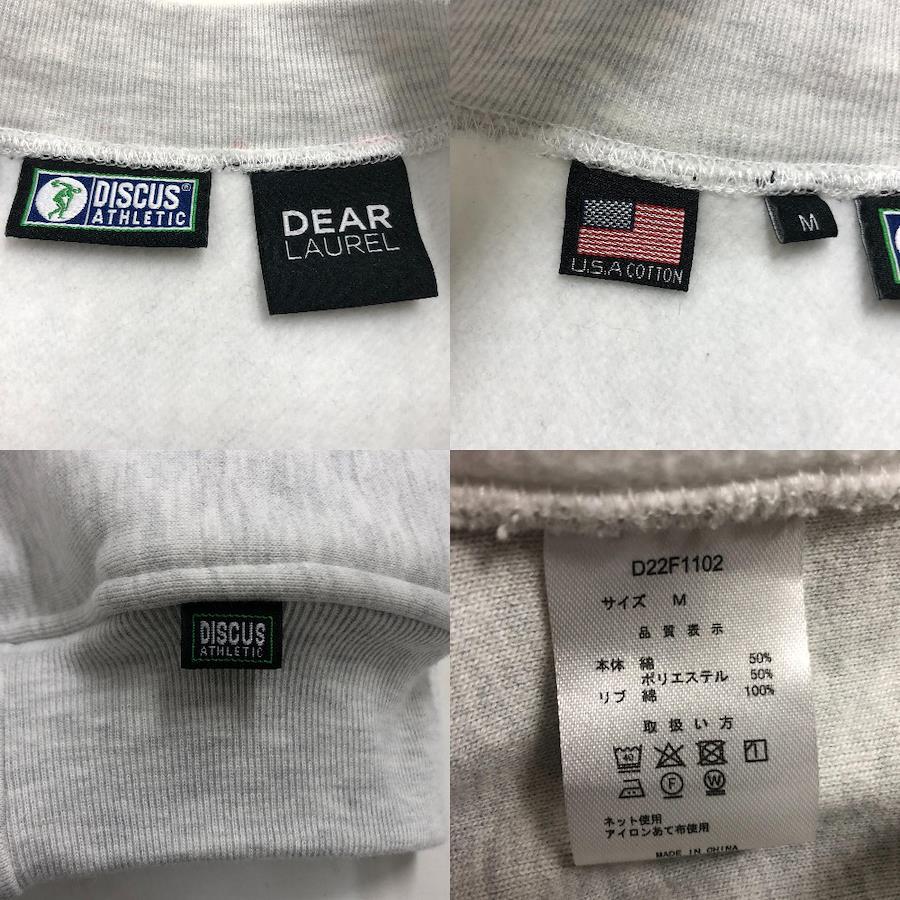 DISCUS®
ATHLETIC
DEAR
LAUREL
U.S.A COTTON
M
DISCUS
ATHLETIC
D22F1102
サイズ M
品質表示
本体 綿 50%
ポリエステル 50%
リブ 綿 100%
取扱い方
40
F
W
ネット使用
アイロンあて布使用
MADE IN CHINA